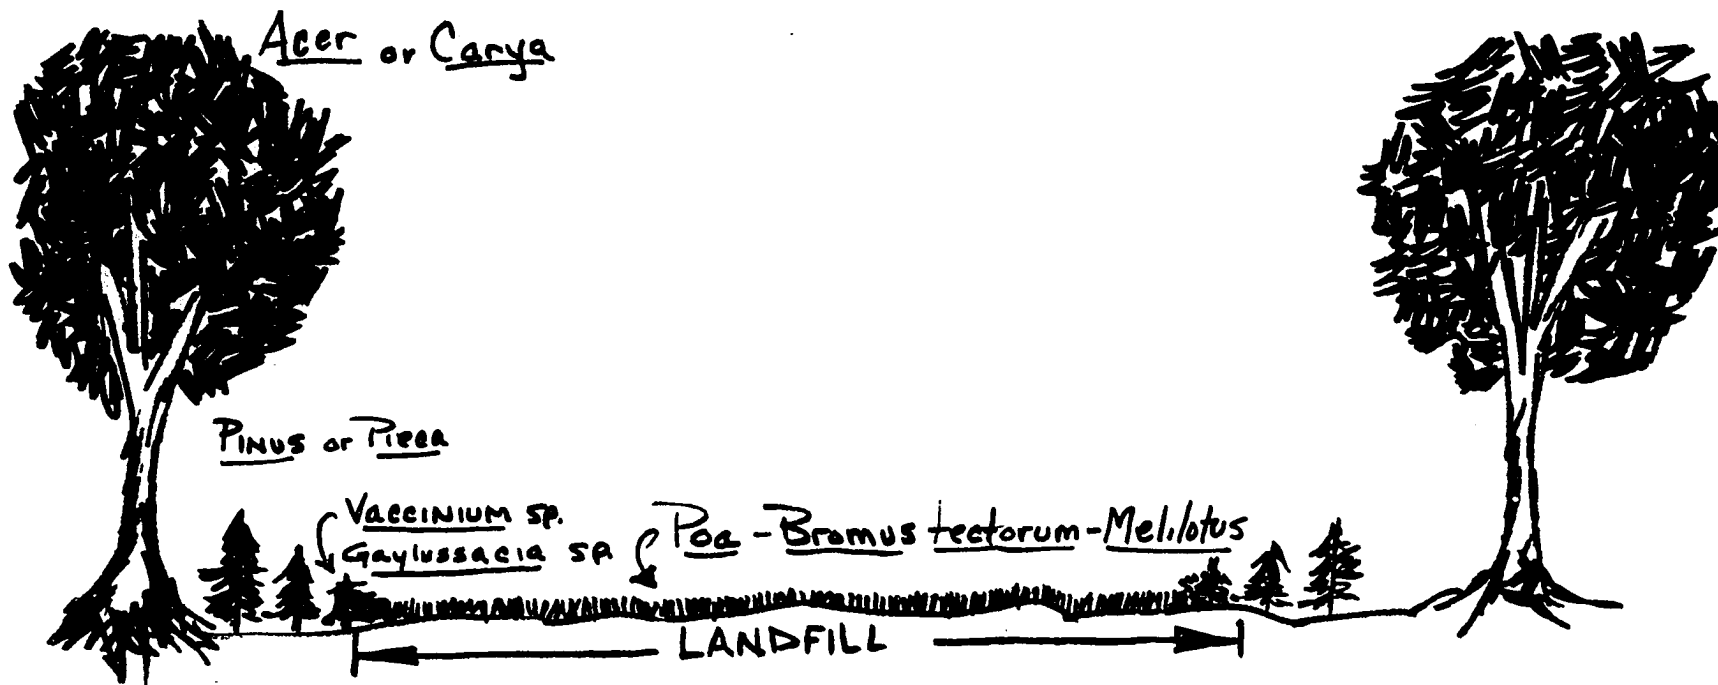 Acer or Carya
Pinus or Picea
Vaccinium sp.
Gaylussacia sp.
Poa - Bromus tectorum - Melilotus
LANDFILL